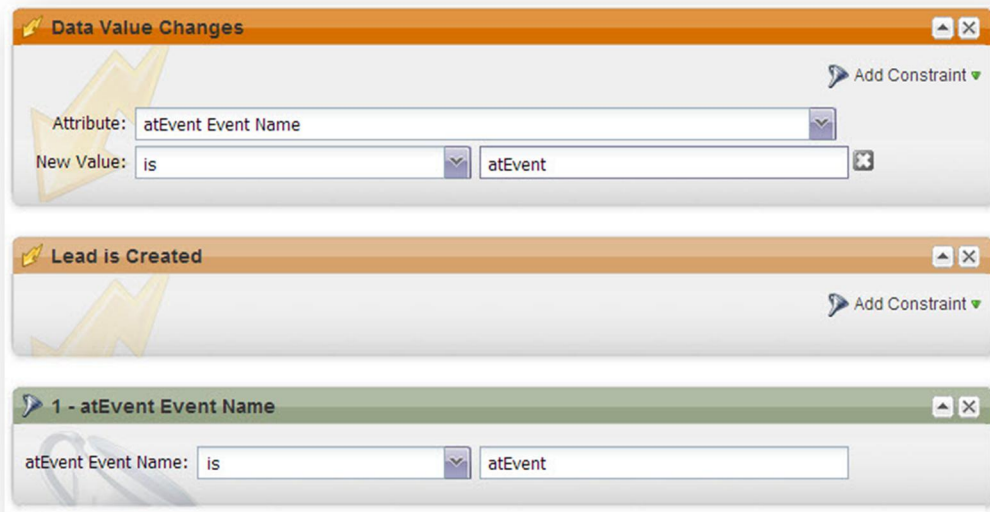 Data Value Changes
Add Constraint
Attribute: atEvent Event Name
New Value: is atEvent
Lead is Created
Add Constraint
1 - atEvent Event Name
atEvent Event Name: is atEvent